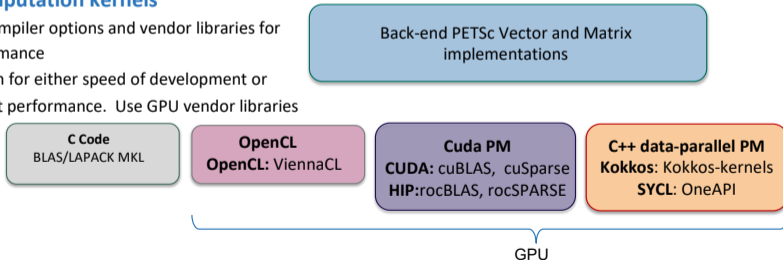 kernels
compiler options and vendor libraries for
for either speed of development or
performance. Use GPU vendor libraries
Back-end PETSc Vector and Matrix
implementations
C Code
BLAS/LAPACK MKL
OpenCL
OpenCL: ViennaCL
Cuda PM
CUDA: cuBLAS, cuSparse
HIP:rocBLAS, rocSPARSE
C++ data-parallel PM
Kokkos: Kokkos-kernels
SYCL: OneAPI
GPU